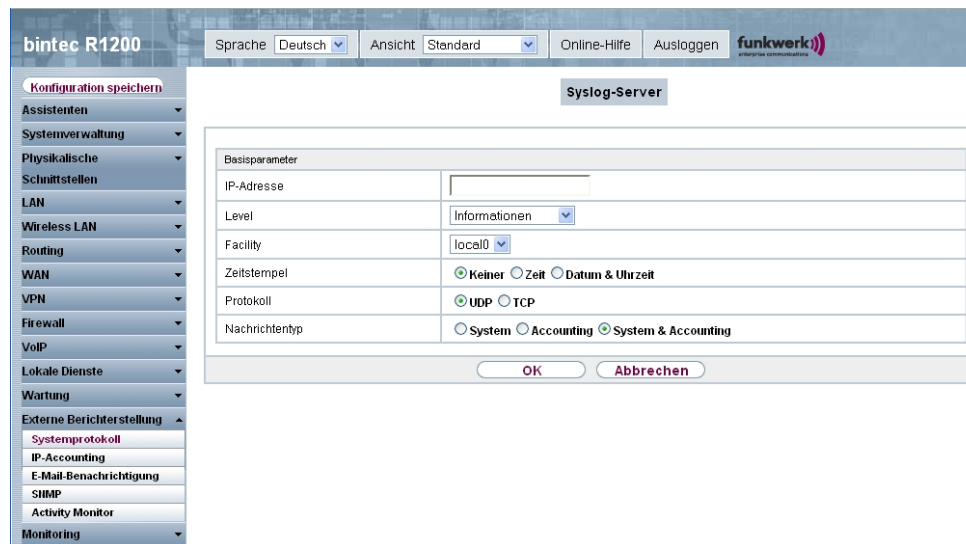 bintec R1200
Sprache Deutsch Ansicht Standard Online-Hilfe Ausloggen funkwerk
enterprise communications
Konfiguration speichern
Assistenten
Systemverwaltung
Physikalische
Schnittstellen
LAN
Wireless LAN
Routing
WAN
VPN
Firewall
VoIP
Lokale Dienste
Wartung
Externe Berichterstellung
Systemprotokoll
IP-Accounting
E-Mail-Benachrichtigung
SNMP
Activity Monitor
Monitoring
Syslog-Server
Basisparameter
IP-Adresse
Level Informationen
Facility local0
Zeitstempel Keiner Zeit Datum & Uhrzeit
Protokoll UDP TCP
Nachrichtentyp System Accounting System & Accounting
OK Abbrechen